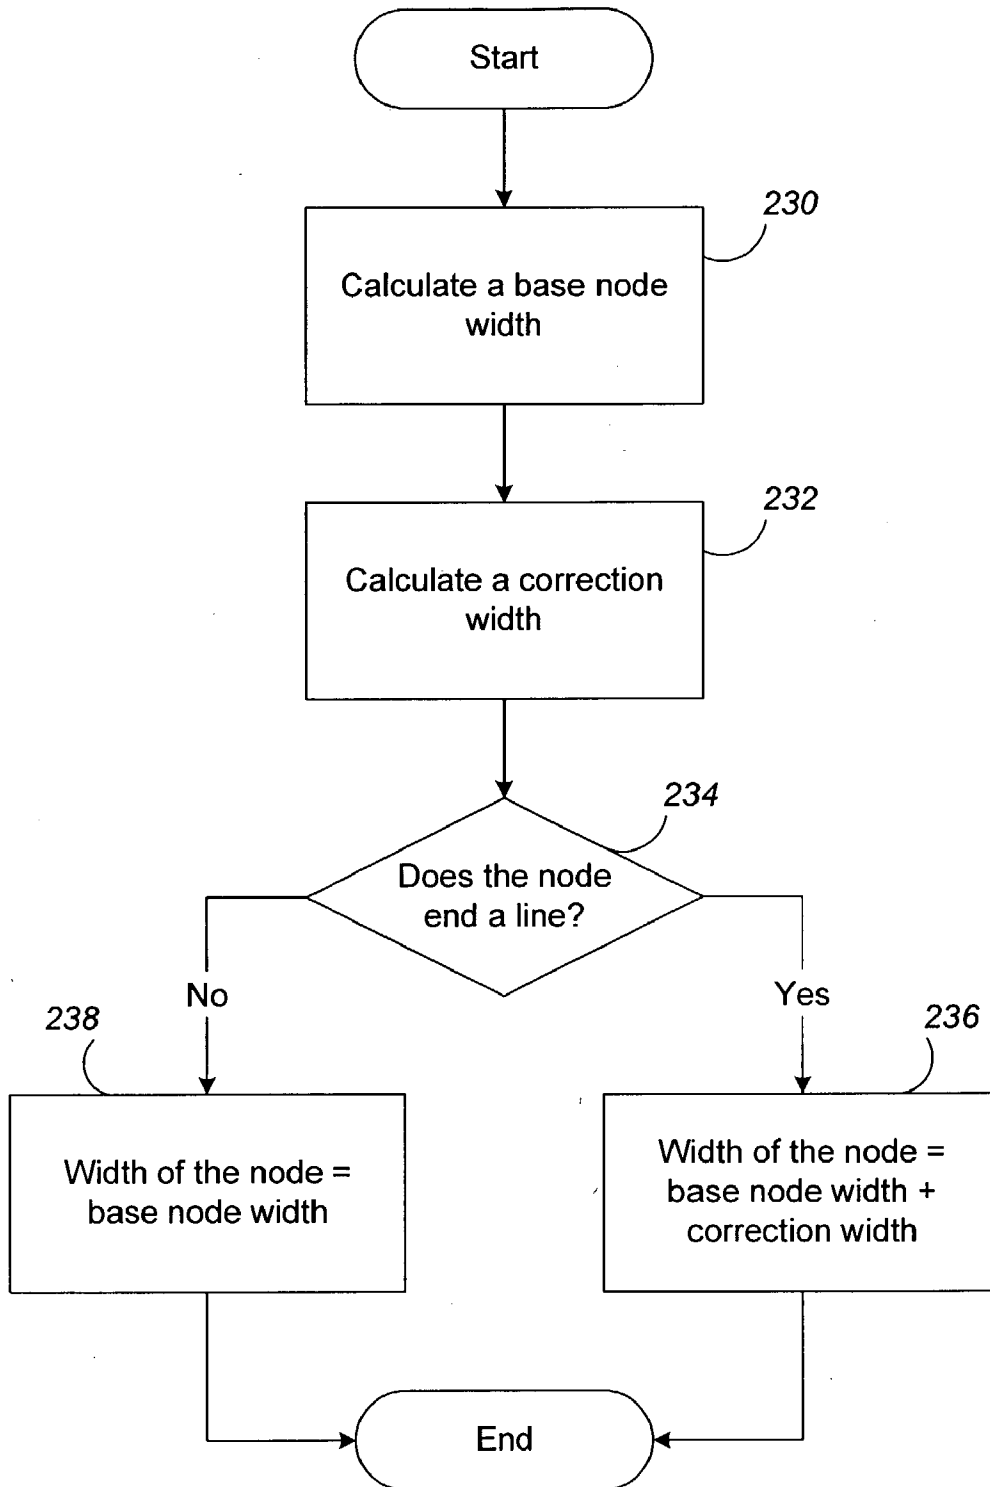 Start
230
Calculate a base node
width
232
Calculate a correction
width
234
Does the node
end a line?
No
Yes
238
236
Width of the node =
base node width
Width of the node =
base node width +
correction width
End